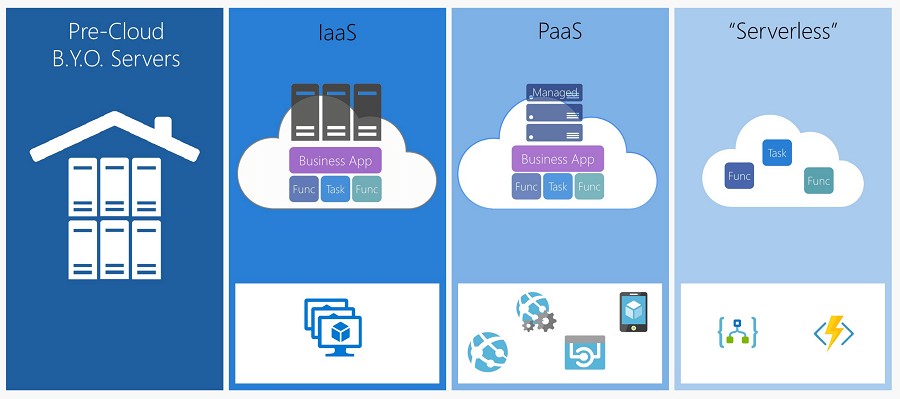 Pre-Cloud
B.Y.O. Servers
IaaS
Business App
Func Task Func
PaaS
Managed
Business App
Func Task Func
“Serverless”
Task
Func
Func